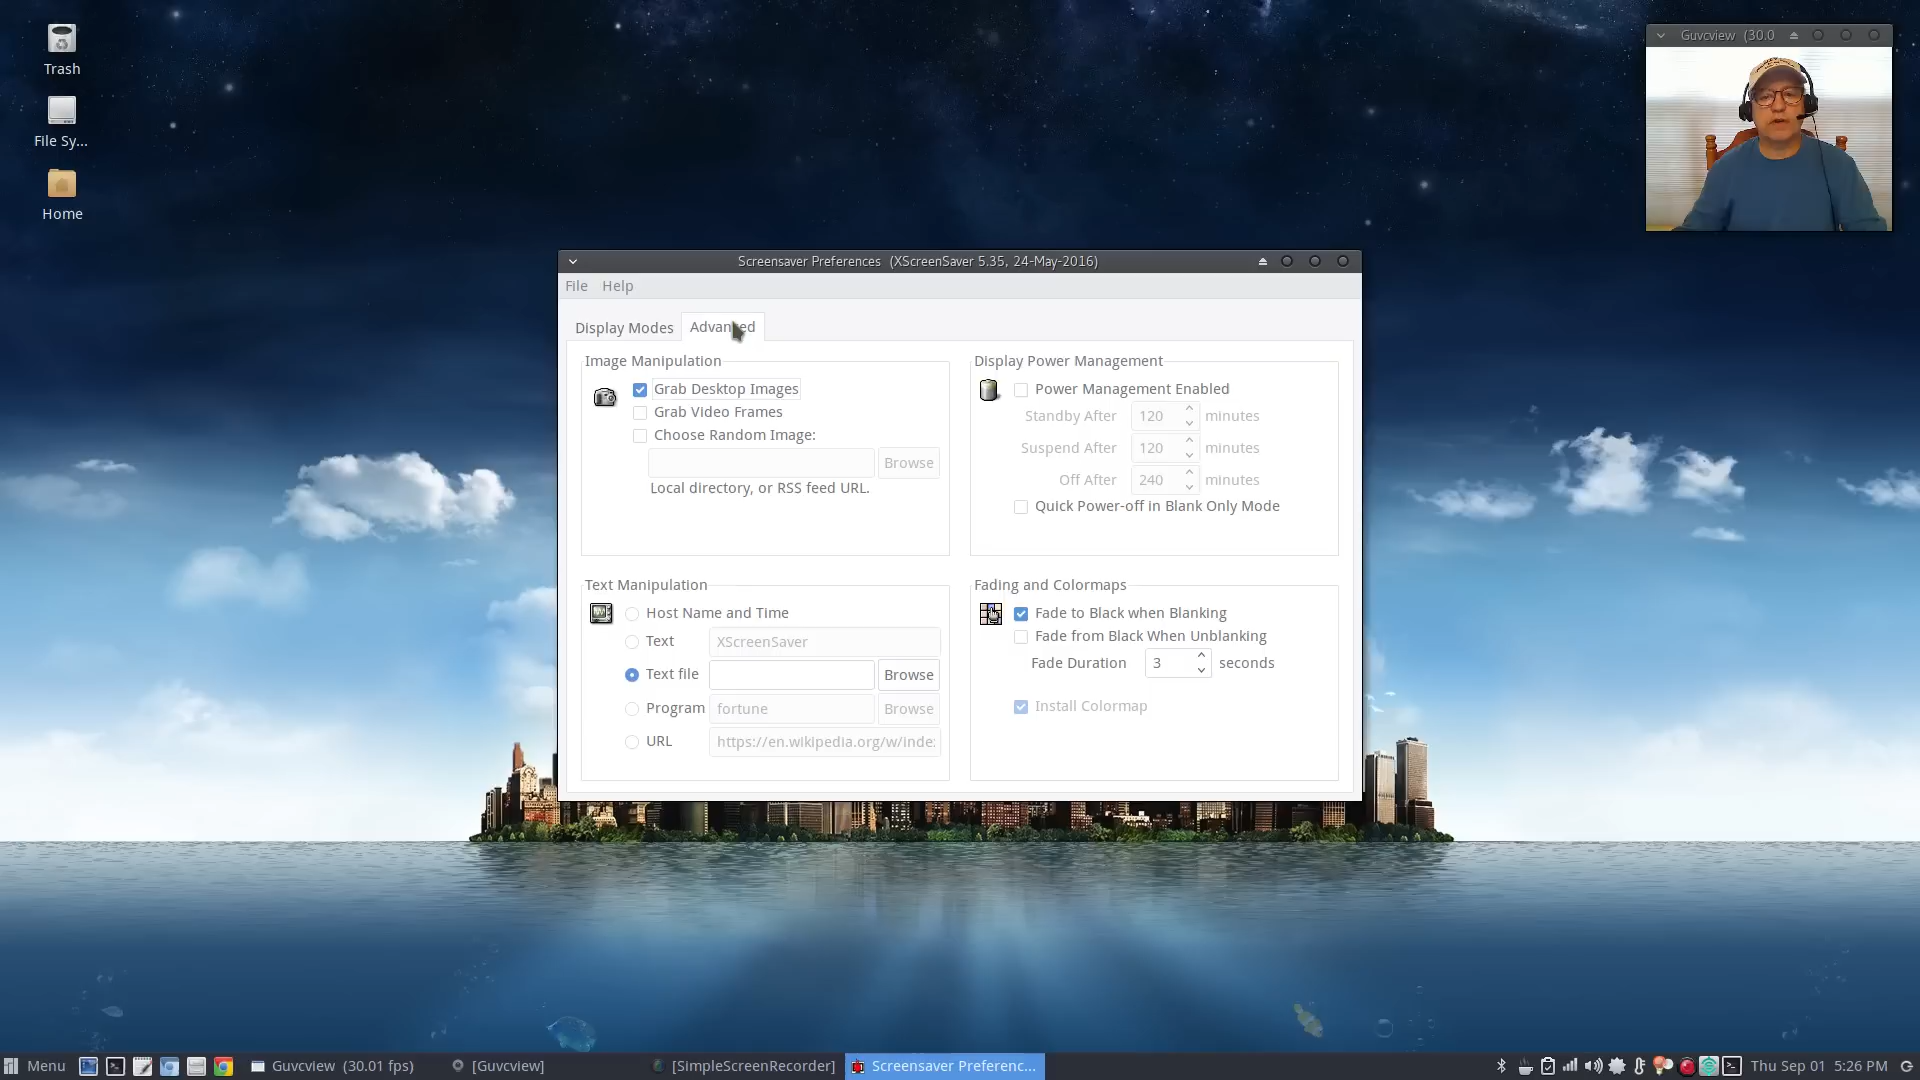 Trash
File Sy...
Home
Guvcview (30.0
Screensaver Preferences (XScreenSaver 5.35, 24-May-2016)
File Help
Display Modes Advanced
Image Manipulation
Grab Desktop Images
Grab Video Frames
Choose Random Image:
Browse
Local directory, or RSS feed URL.
Display Power Management
Power Management Enabled
Standby After 120 minutes
Suspend After 120 minutes
Off After 240 minutes
Quick Power-off in Blank Only Mode
Text Manipulation
Host Name and Time
Text XScreenSaver
Text file Browse
Program fortune Browse
URL https://en.wikipedia.org/w/inde
Fading and Colormaps
Fade to Black when Blanking
Fade from Black When Unblanking
Fade Duration 3 seconds
Install Colormap
Menu Guvcview (30.01 fps) [Guvcview] [SimpleScreenRecorder] Screensaver Preferenc... Thu Sep 01 5:26 PM